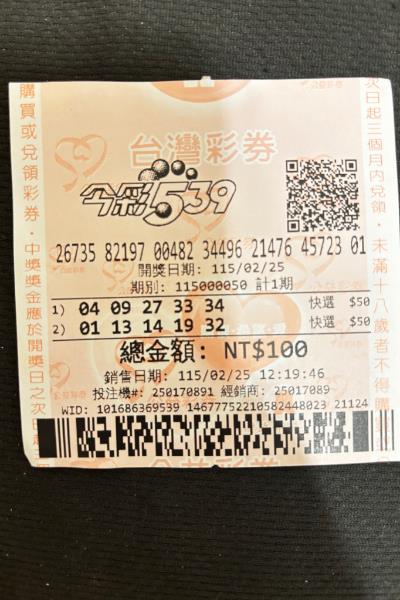 台灣彩券
今彩539
26735 82197 00482 34496 21476 45723 01
開獎日期: 115/02/25
期別: 115000050 計1期
1) 04 09 27 33 34 快選 $50
2) 01 13 14 19 32 快選 $50
總金額: NT$100
銷售日期: 115/02/25 12:19:46
投注機#: 250170891 經銷商: 25017089
WID: 101686369539 14677752210582448023 21124
購買或兌領彩券。中獎獎金應於開獎日之次日起三
次日起三個月內兌領，未滿十八歲者不得購